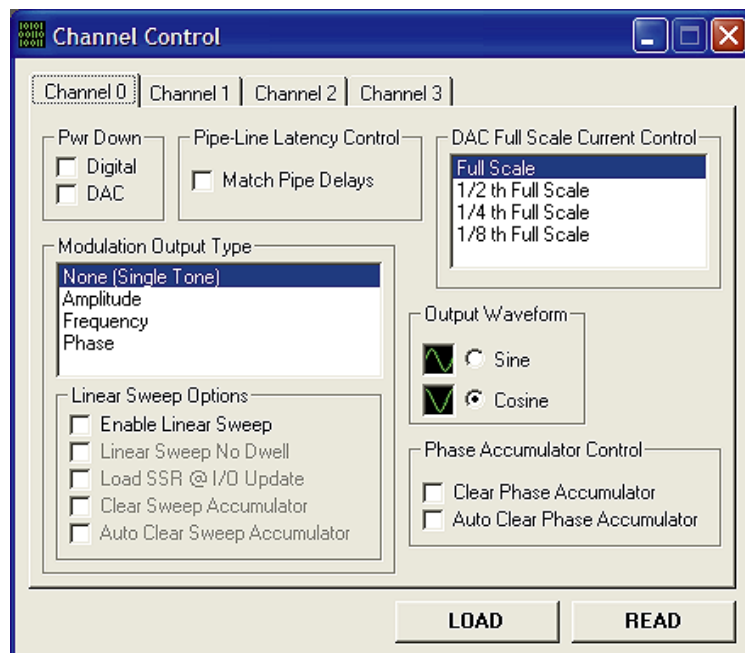 10101
00110
10011
Channel Control
Channel 0
Channel 1
Channel 2
Channel 3
Pwr Down
Digital
DAC
Pipe-Line Latency Control
Match Pipe Delays
DAC Full Scale Current Control
Full Scale
1/2 th Full Scale
1/4 th Full Scale
1/8 th Full Scale
Modulation Output Type
None (Single Tone)
Amplitude
Frequency
Phase
Linear Sweep Options
Enable Linear Sweep
Linear Sweep No Dwell
Load SSR @ I/O Update
Clear Sweep Accumulator
Auto Clear Sweep Accumulator
Output Waveform
Sine
Cosine
Phase Accumulator Control
Clear Phase Accumulator
Auto Clear Phase Accumulator
LOAD
READ